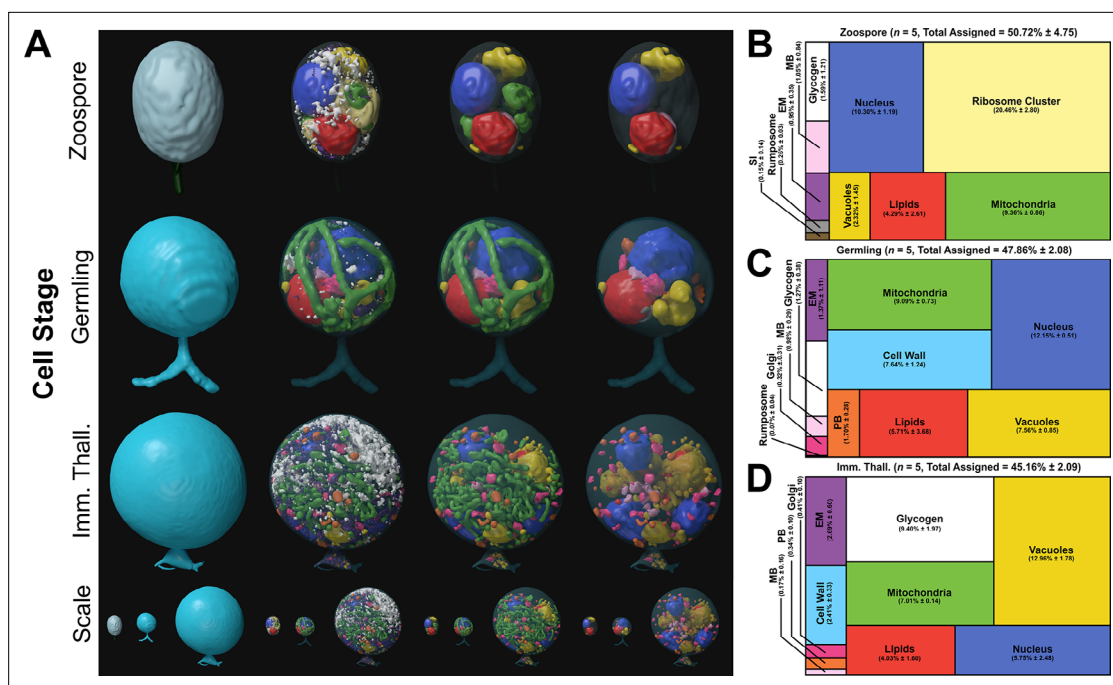 A
Cell Stage
Zoospore
Germling
Imm. Thall.
Scale
B
Zoospore (n = 5, Total Assigned = 50.72% ± 4.75)
Glycogen
(1.59% ± 1.21)
MB
(1.05% ± 0.84)
EM
(0.95% ± 0.35)
Rumposome
(0.26% ± 0.03)
SI
(0.15% ± 0.14)
Nucleus
(10.30% ± 1.19)
Ribosome Cluster
(20.46% ± 2.80)
Vacuoles
(2.32% ± 1.45)
Lipids
(4.29% ± 2.61)
Mitochondria
(9.36% ± 0.80)
C
Germling (n = 5, Total Assigned = 47.86% ± 2.08)
EM
(1.37% ± 1.11)
Glycogen
(1.27% ± 0.38)
MB
(0.98% ± 0.29)
Golgi
(0.32% ± 0.31)
Rumposome
(0.07% ± 0.04)
Mitochondria
(9.09% ± 0.73)
Cell Wall
(7.64% ± 1.24)
Nucleus
(12.15% ± 0.51)
PB
(1.70% ± 0.28)
Lipids
(5.71% ± 3.68)
Vacuoles
(7.56% ± 0.85)
D
Imm. Thall. (n = 5, Total Assigned = 45.16% ± 2.09)
EM
Golgi
(0.41% ± 0.10)
PB
(0.34% ± 0.10)
MB
(0.17% ± 0.16)
Cell Wall
(2.41% ± 0.33)
Glycogen
(9.40% ± 1.97)
Mitochondria
(7.01% ± 0.14)
Vacuoles
(12.96% ± 1.78)
Lipids
(4.03% ± 1.60)
Nucleus
(5.75% ± 2.48)